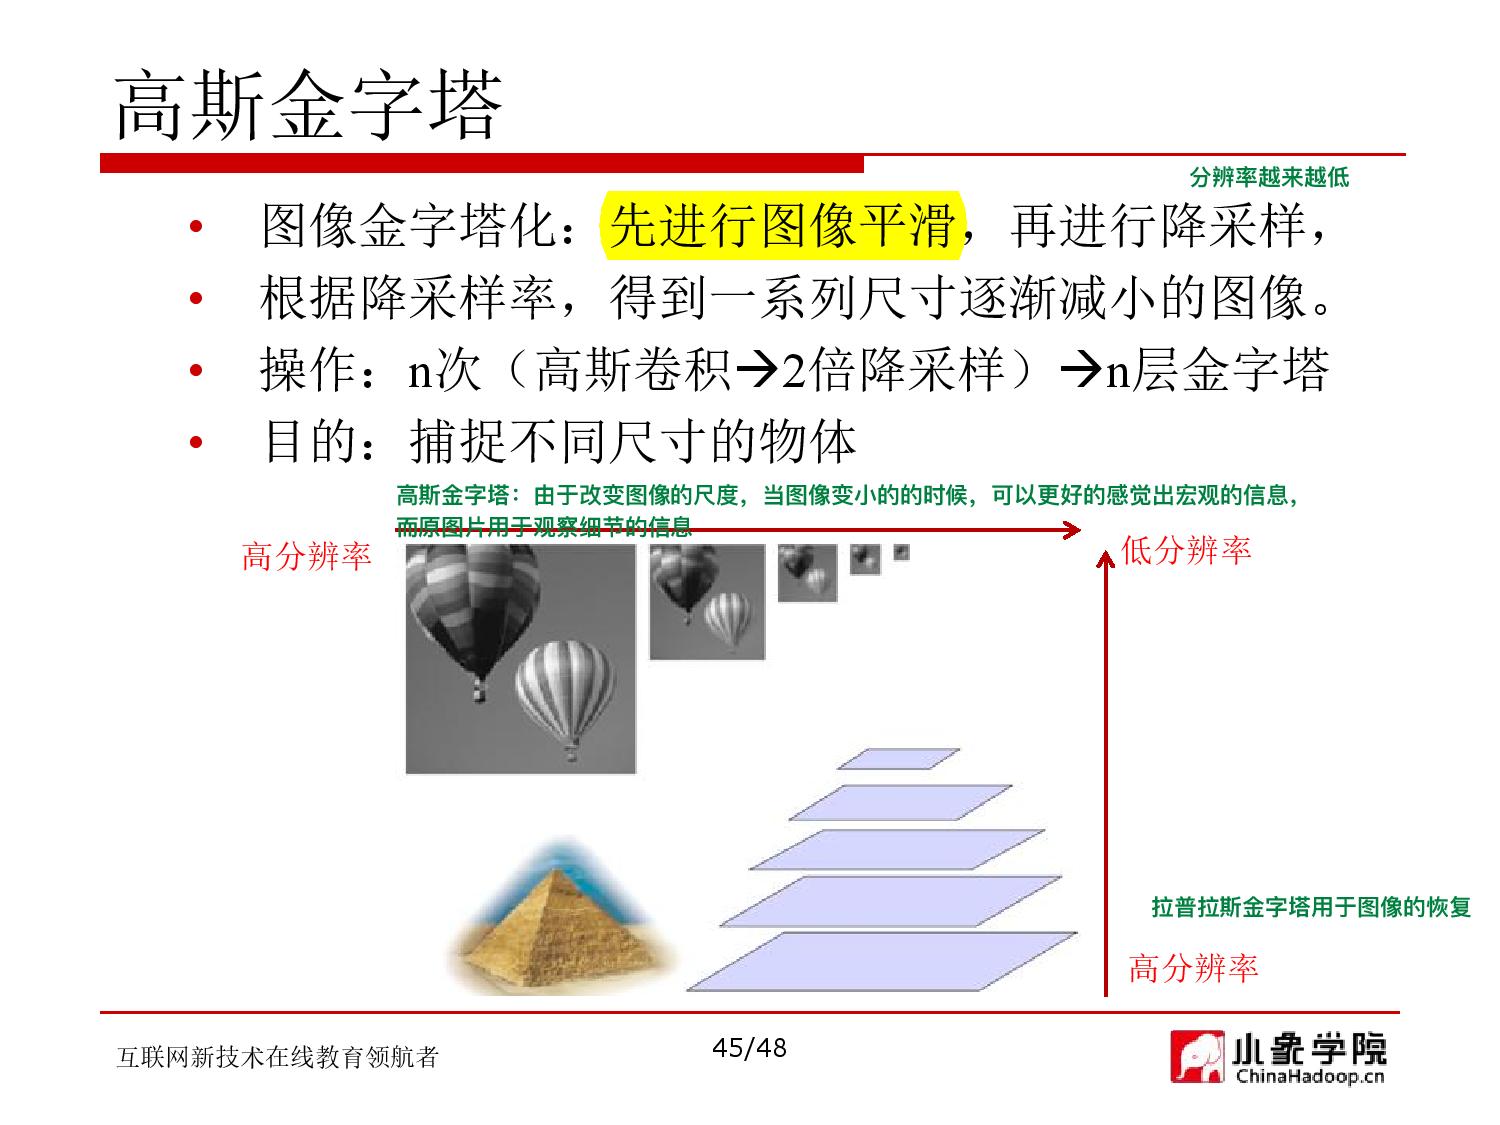 高斯金字塔
分辨率越来越低
• 图像金字塔化：先进行图像平滑，再进行降采样，
• 根据降采样率，得到一系列尺寸逐渐减小的图像。
• 操作：n次（高斯卷积→2倍降采样）→n层金字塔
• 目的：捕捉不同尺寸的物体
高斯金字塔：由于改变图像的尺度，当图像变小的的时候，可以更好的感觉出宏观的信息，
而原图片用于观察细节的信息
高分辨率
低分辨率
拉普拉斯金字塔用于图像的恢复
高分辨率
互联网新技术在线教育领航者
45/48
小象学院
ChinaHadoop.cn